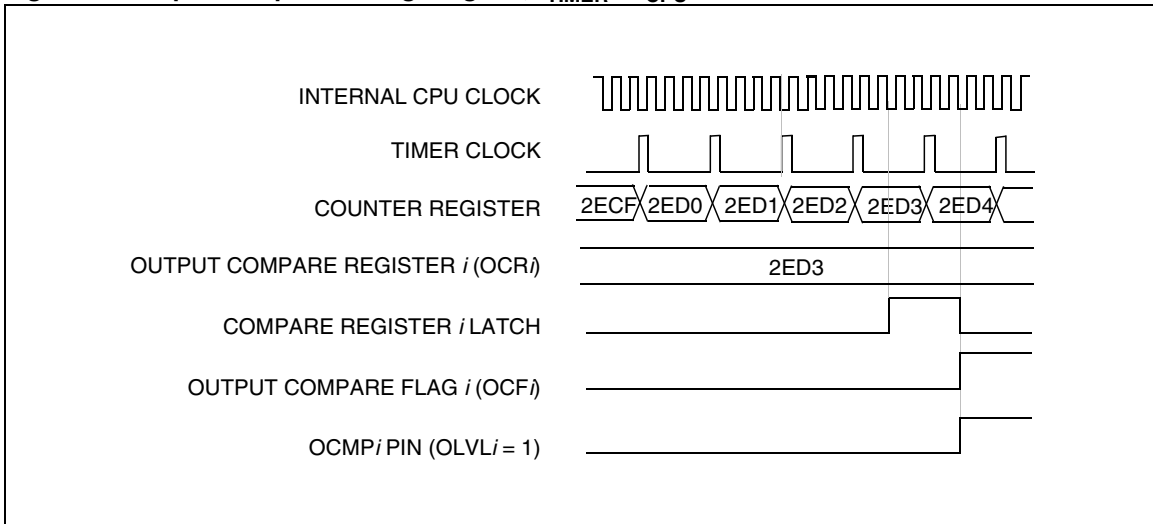 INTERNAL CPU CLOCK
TIMER CLOCK
COUNTER REGISTER 2ECF 2ED0 2ED1 2ED2 2ED3 2ED4
OUTPUT COMPARE REGISTER i (OCRi) 2ED3
COMPARE REGISTER i LATCH
OUTPUT COMPARE FLAG i (OCFi)
OCMPi PIN (OLVLi = 1)